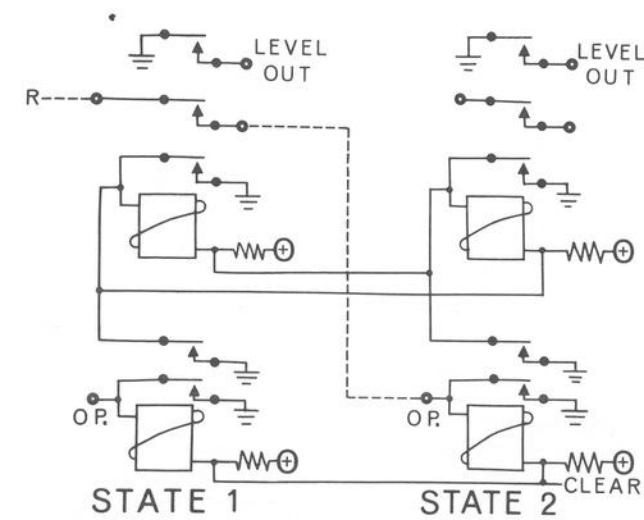 LEVEL
OUT
LEVEL
OUT
R
OP.
OP.
CLEAR
STATE 1
STATE 2